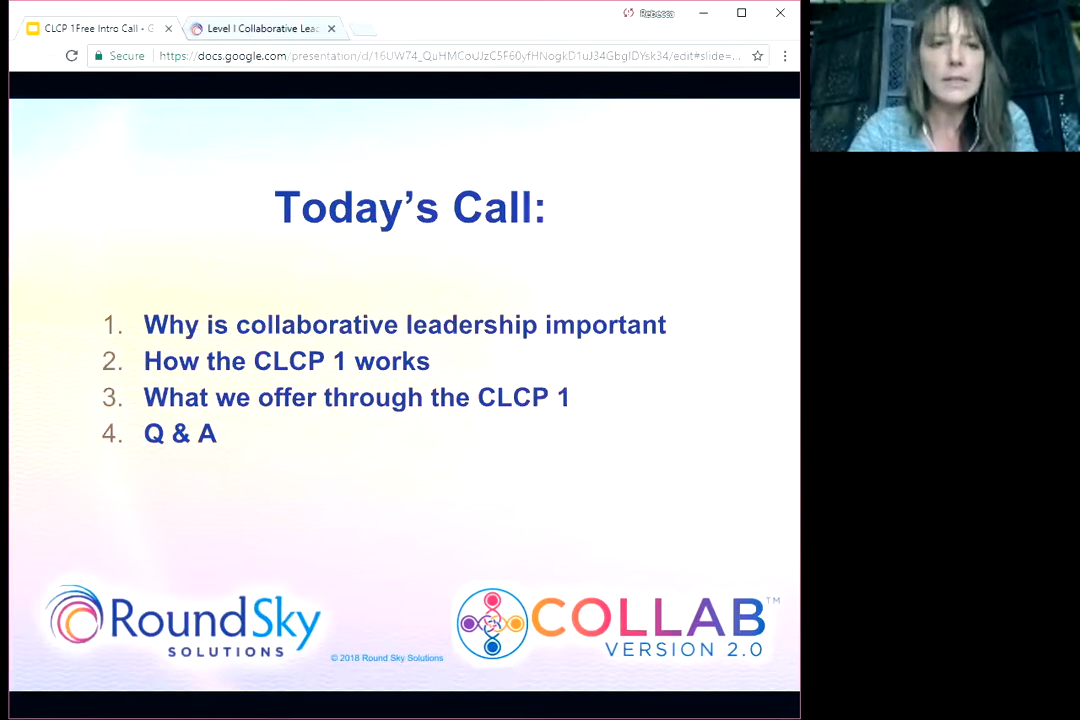 Rebecca
CLCP 1Free Intro Call - G
Level I Collaborative Lea
Secure
https://docs.google.com/presentation/d/16UW74_QuHMCoUJzC5F60yfHNogkD1uJ34GbgIDYsk34/edit#slide=...
Today's Call:
1. Why is collaborative leadership important
2. How the CLCP 1 works
3. What we offer through the CLCP 1
4. Q & A
RoundSky
SOLUTIONS
© 2018 Round Sky Solutions
COLLAB™
VERSION 2.0